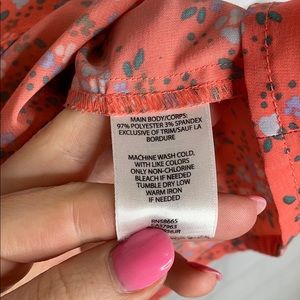 MAIN BODY/CORPS:
97% POLYESTER 3% SPANDEX
EXCLUSIVE OF TRIM/SAUF LA
BORDURE
MACHINE WASH COLD,
WITH LIKE COLORS
ONLY NON-CHLORINE
BLEACH IF NEEDED
TUMBLE DRY LOW
WARM IRON
IF NEEDED